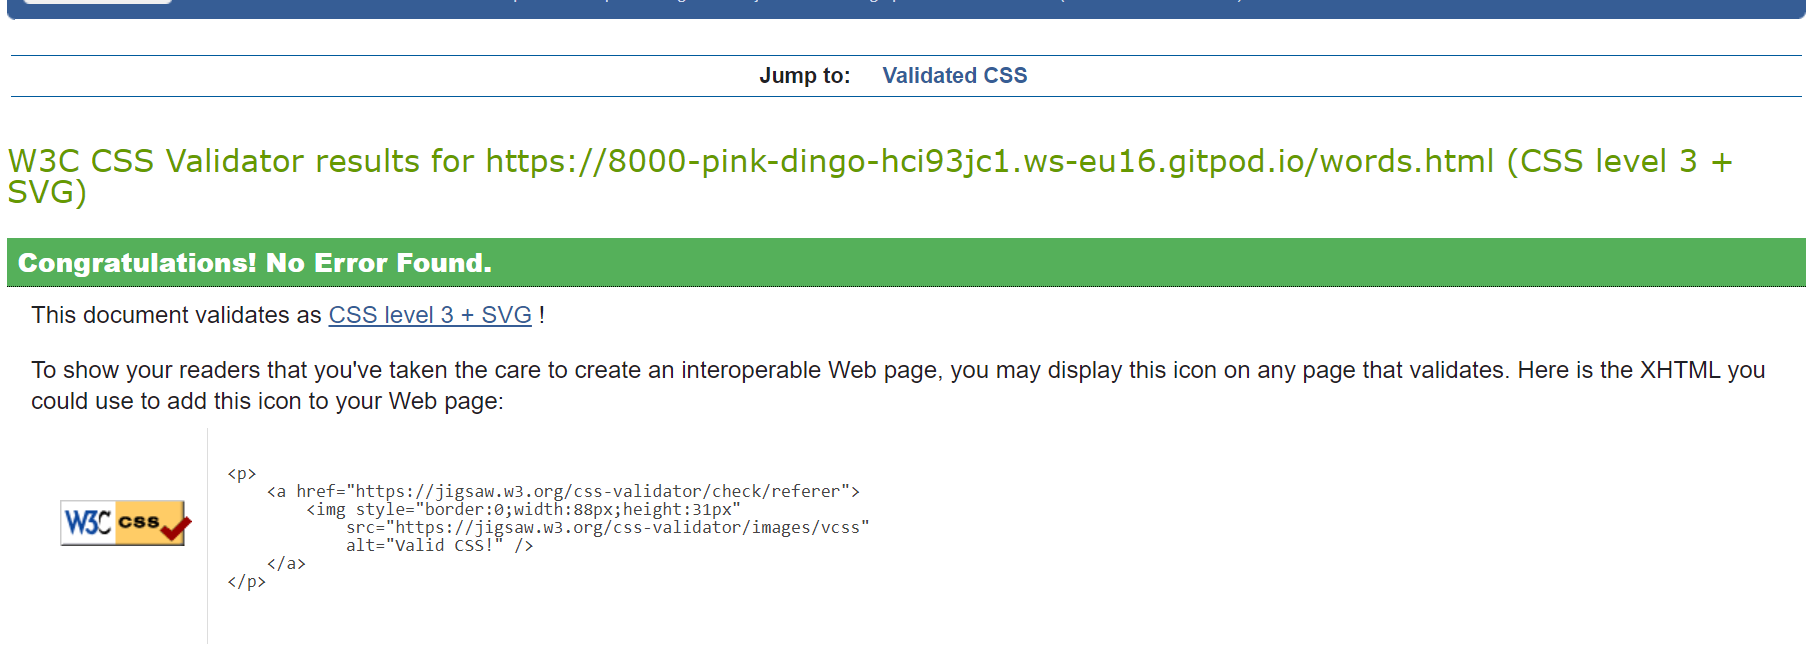 Jump to: Validated CSS
W3C CSS Validator results for https://8000-pink-dingo-hci93jc1.ws-eu16.gitpod.io/words.html (CSS level 3 +
SVG)
Congratulations! No Error Found.
This document validates as CSS level 3 + SVG !
To show your readers that you've taken the care to create an interoperable Web page, you may display this icon on any page that validates. Here is the XHTML you
could use to add this icon to your Web page:
W3C css
<p>
<a href="https://jigsaw.w3.org/css-validator/check/referer">
<img style="border:0;width:88px;height:31px"
src="https://jigsaw.w3.org/css-validator/images/vcss"
alt="Valid CSS!" />
</a>
</p>